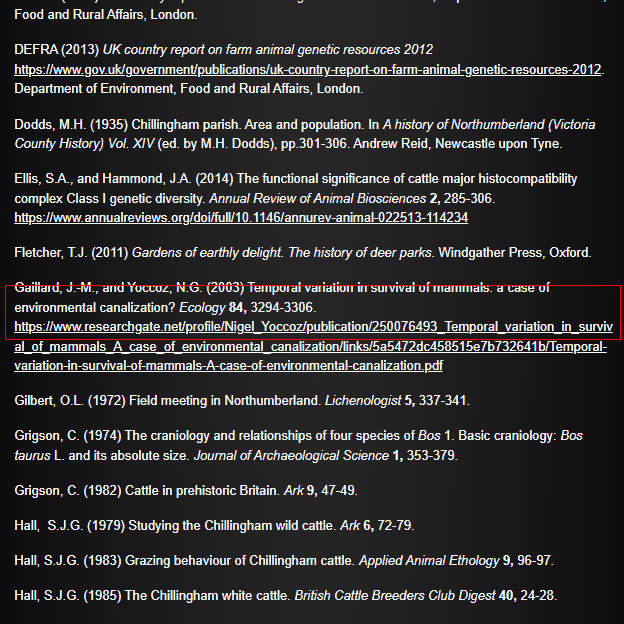 Food and Rural Affairs, London.
DEFRA (2013) UK country report on farm animal genetic resources 2012
https://www.gov.uk/government/publications/uk-country-report-on-farm-animal-genetic-resources-2012.
Department of Environment, Food and Rural Affairs, London.
Dodds, M.H. (1935) Chillingham parish. Area and population. In A history of Northumberland (Victoria
County History) Vol. XIV (ed. by M.H. Dodds), pp.301-306. Andrew Reid, Newcastle upon Tyne.
Ellis, S.A., and Hammond, J.A. (2014) The functional significance of cattle major histocompatibility
complex Class I genetic diversity. Annual Review of Animal Biosciences 2, 285-306.
https://www.annualreviews.org/doi/full/10.1146/annurev-animal-022513-114234
Fletcher, T.J. (2011) Gardens of earthly delight. The history of deer parks. Windgather Press, Oxford.
Gaillard, J.-M., and Yoccoz, N.G. (2003) Temporal variation in survival of mammals: a case of
environmental canalization? Ecology 84, 3294-3306.
https://www.researchgate.net/profile/Nigel_Yoccoz/publication/250076493_Temporal_variation_in_surviv
al_of_mammals_A_case_of_environmental_canalization/links/5a5472dc458515e7b732641b/Temporal-
variation-in-survival-of-mammals-A-case-of-environmental-canalization.pdf
Gilbert, O.L. (1972) Field meeting in Northumberland. Lichenologist 5, 337-341.
Grigson, C. (1974) The craniology and relationships of four species of Bos 1. Basic craniology: Bos
taurus L. and its absolute size. Journal of Archaeological Science 1, 353-379.
Grigson, C. (1982) Cattle in prehistoric Britain. Ark 9, 47-49.
Hall, S.J.G. (1979) Studying the Chillingham wild cattle. Ark 6, 72-79.
Hall, S.J.G. (1983) Grazing behaviour of Chillingham cattle. Applied Animal Ethology 9, 96-97.
Hall, S.J.G. (1985) The Chillingham white cattle. British Cattle Breeders Club Digest 40, 24-28.